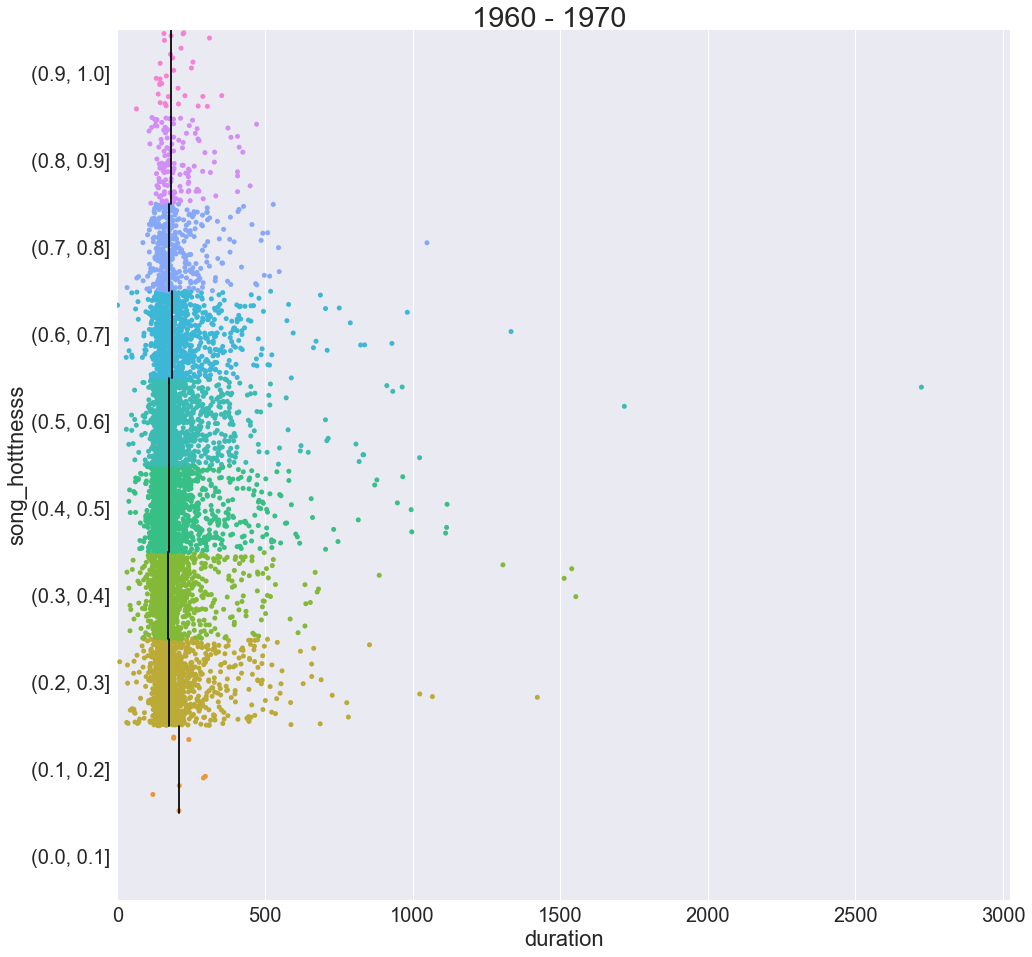 1960 - 1970
song_hotttnesss
(0.9, 1.0]
(0.8, 0.9]
(0.7, 0.8]
(0.6, 0.7]
(0.5, 0.6]
(0.4, 0.5]
(0.3, 0.4]
(0.2, 0.3]
(0.1, 0.2]
(0.0, 0.1]
0 500 1000 1500 2000 2500 3000
duration